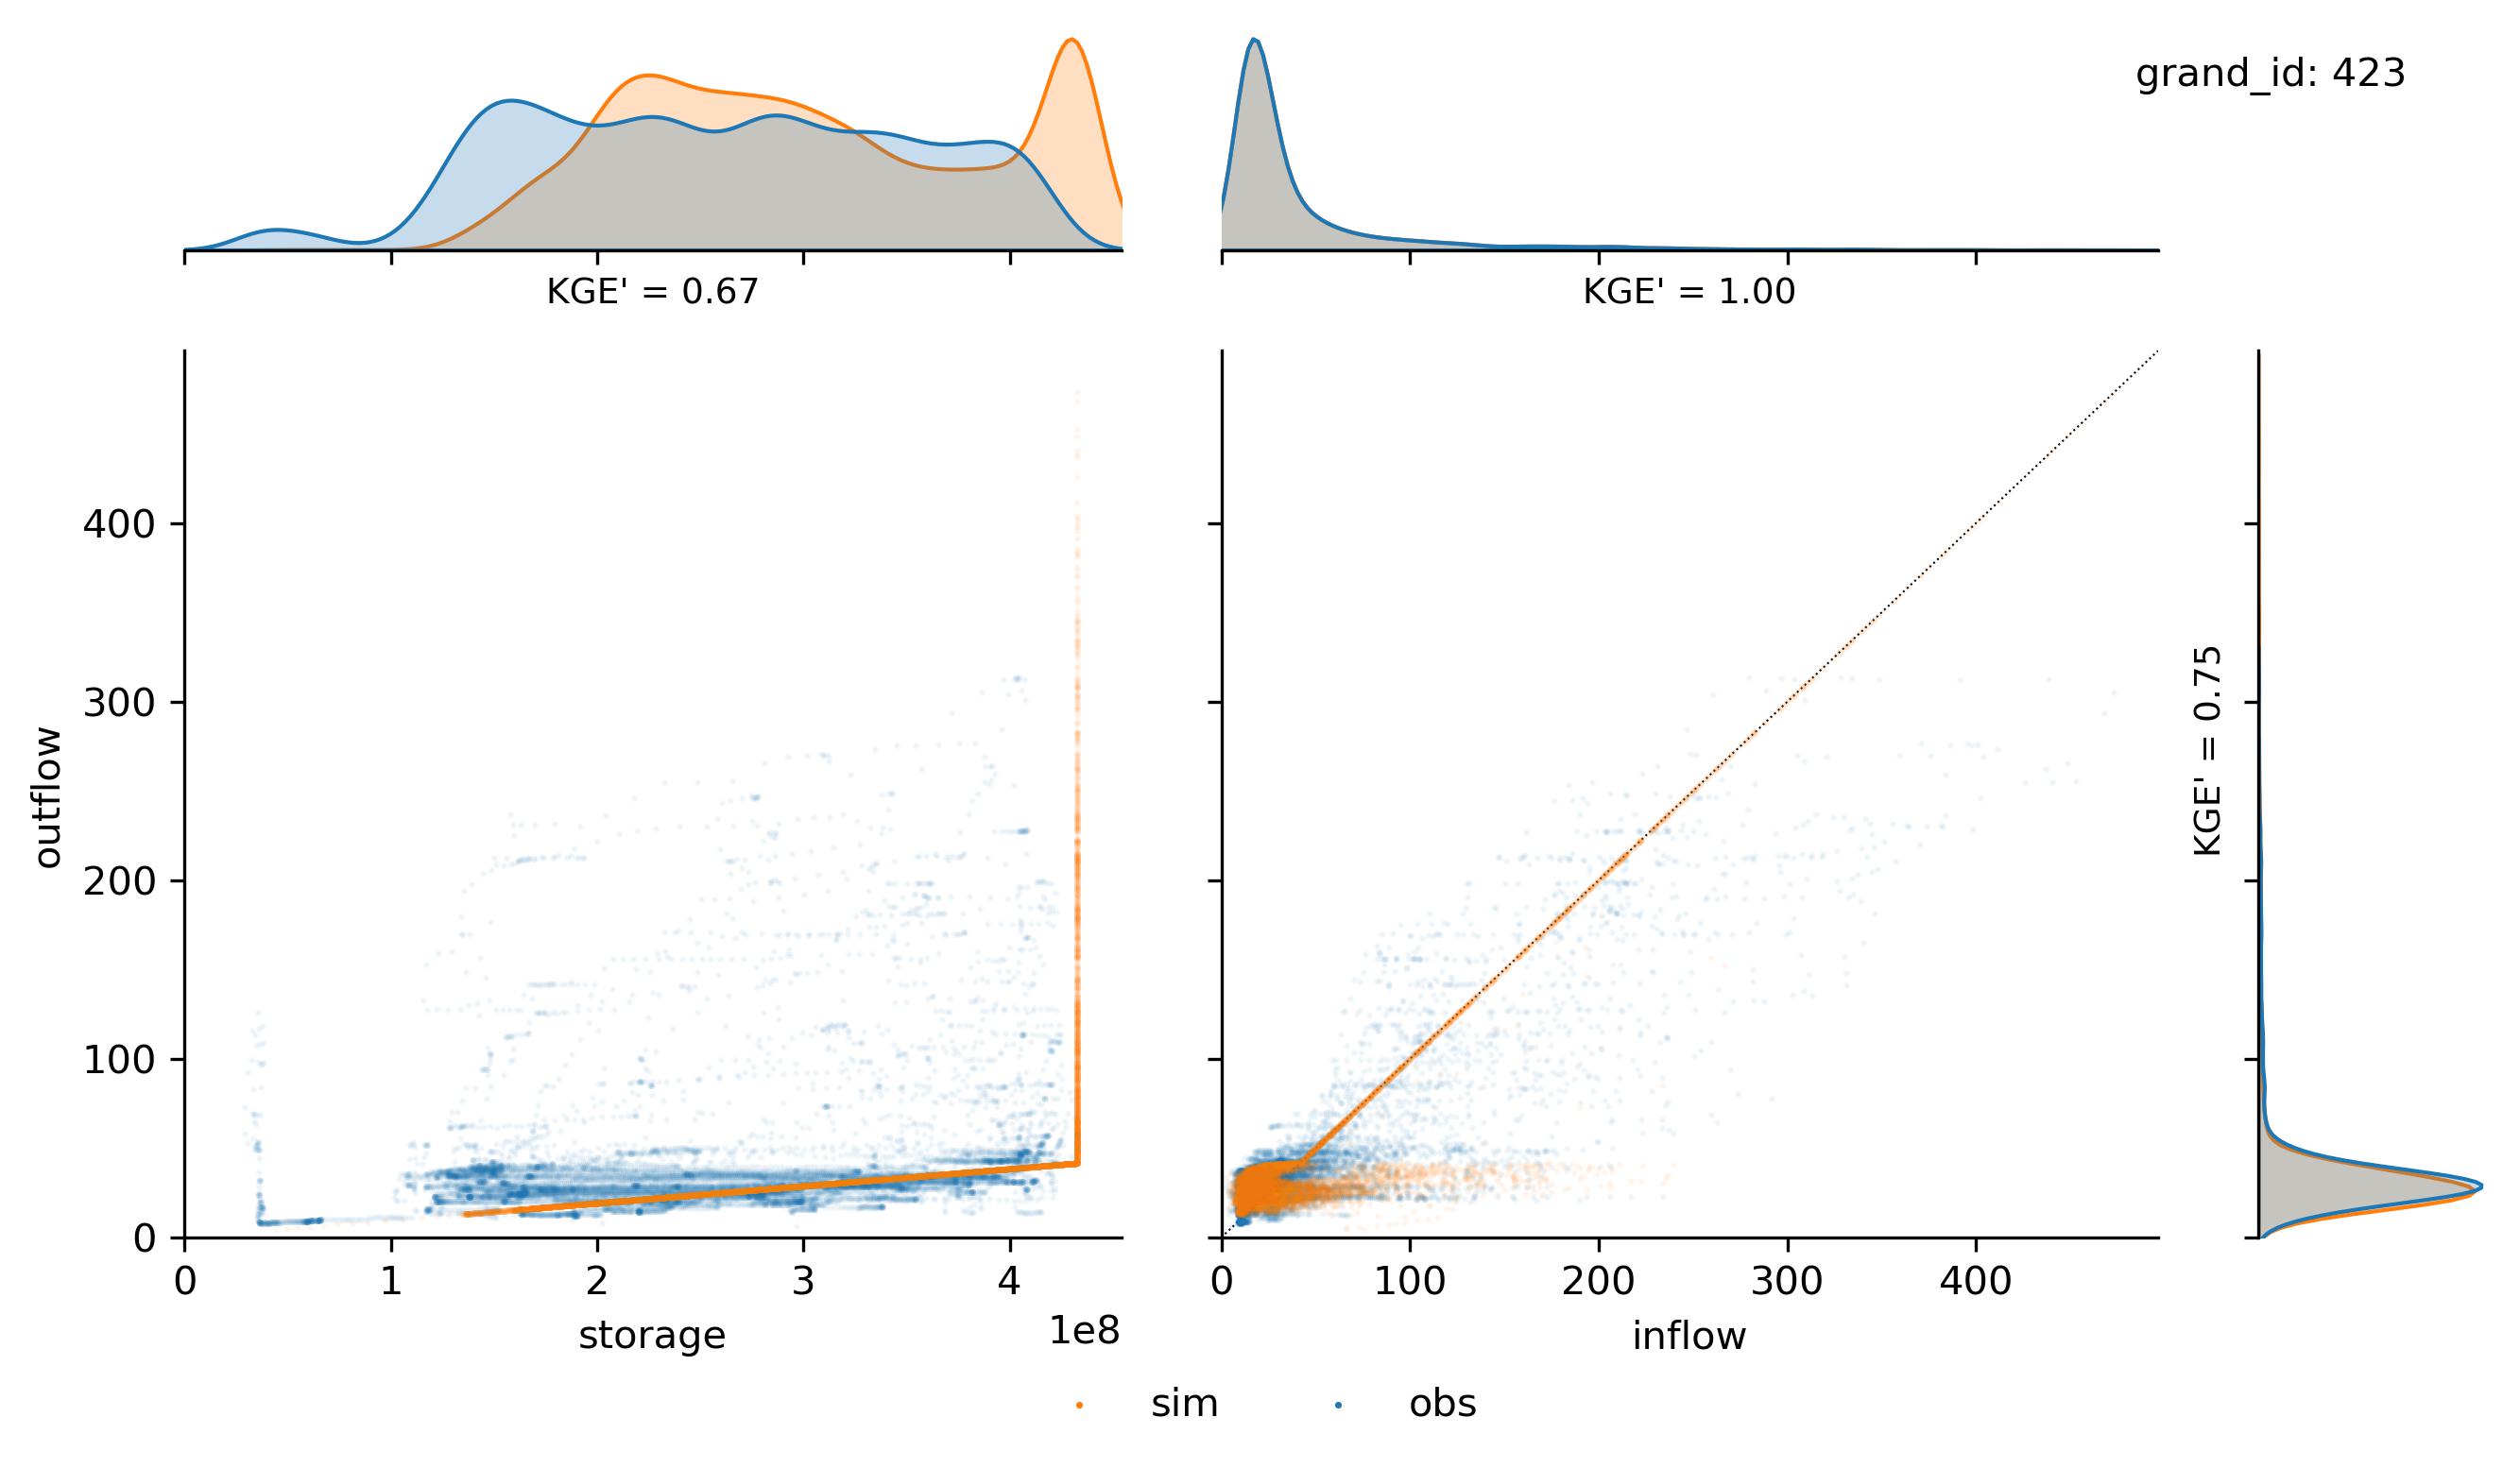 grand_id: 423
KGE' = 0.67
KGE' = 1.00
outflow
400
300
200
100
0
0 1 2 3 4
1e8
storage
0 100 200 300 400
inflow
KGE' = 0.75
sim obs